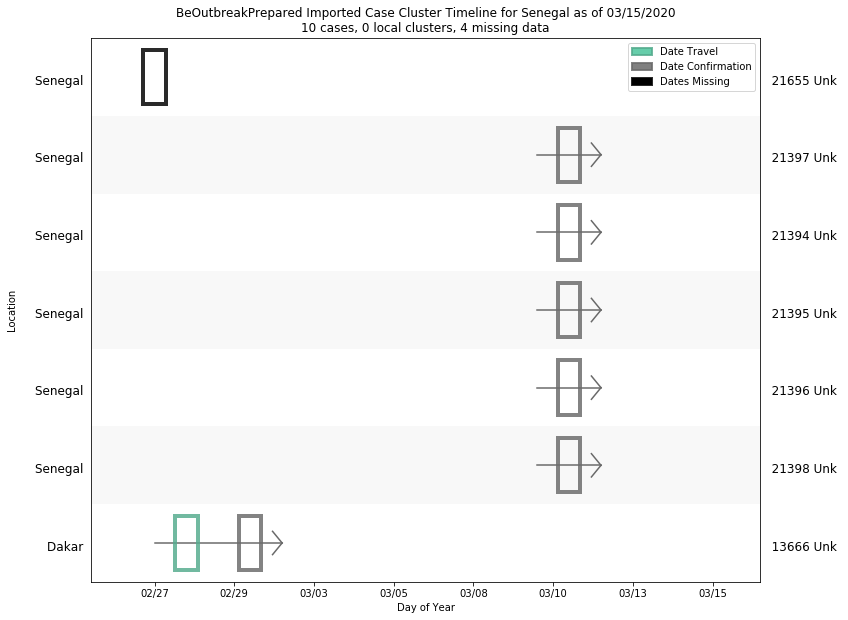 BeOutbreakPrepared Imported Case Cluster Timeline for Senegal as of 03/15/2020
10 cases, 0 local clusters, 4 missing data
Date Travel
Date Confirmation
Dates Missing
Senegal
21655 Unk
Senegal
21397 Unk
Senegal
21394 Unk
Senegal
21395 Unk
Senegal
21396 Unk
Senegal
21398 Unk
Dakar
13666 Unk
Location
02/27
02/29
03/03
03/05
03/08
03/10
03/13
03/15
Day of Year